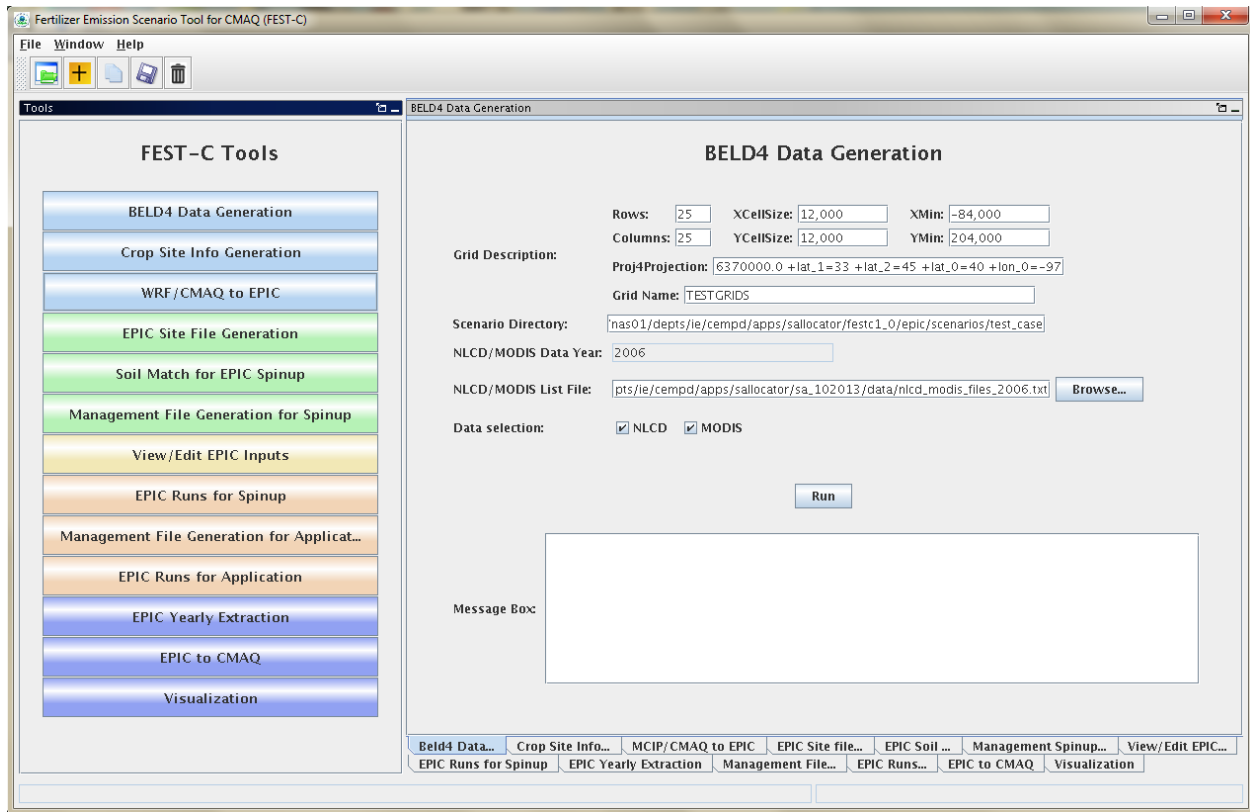 Fertilizer Emission Scenario Tool for CMAQ (FEST-C)
File Window Help
Tools
FEST-C Tools
BELD4 Data Generation
Crop Site Info Generation
WRF/CMAQ to EPIC
EPIC Site File Generation
Soil Match for EPIC Spinup
Management File Generation for Spinup
View/Edit EPIC Inputs
EPIC Runs for Spinup
Management File Generation for Applicat...
EPIC Runs for Application
EPIC Yearly Extraction
EPIC to CMAQ
Visualization
BELD4 Data Generation
BELD4 Data Generation
Grid Description:
Rows: 25 XCellSize: 12,000 XMin: -84,000
Columns: 25 YCellSize: 12,000 YMin: 204,000
Proj4Projection: 6370000.0 +lat_1=33 +lat_2=45 +lat_0=40 +lon_0=-97
Grid Name: TESTGRIDS
Scenario Directory: 'nas01/depts/ie/cempd/apps/sallocator/festc1_0/epic/scenarios/test_case
NLCD/MODIS Data Year: 2006
NLCD/MODIS List File: pts/ie/cempd/apps/sallocator/sa_102013/data/nlcd_modis_files_2006.txt Browse...
Data selection: NLCD MODIS
Run
Message Box:
Beld4 Data... Crop Site Info... MCIP/CMAQ to EPIC EPIC Site file... EPIC Soil ... Management Spinup... View/Edit EPIC...
EPIC Runs for Spinup EPIC Yearly Extraction Management File... EPIC Runs... EPIC to CMAQ Visualization